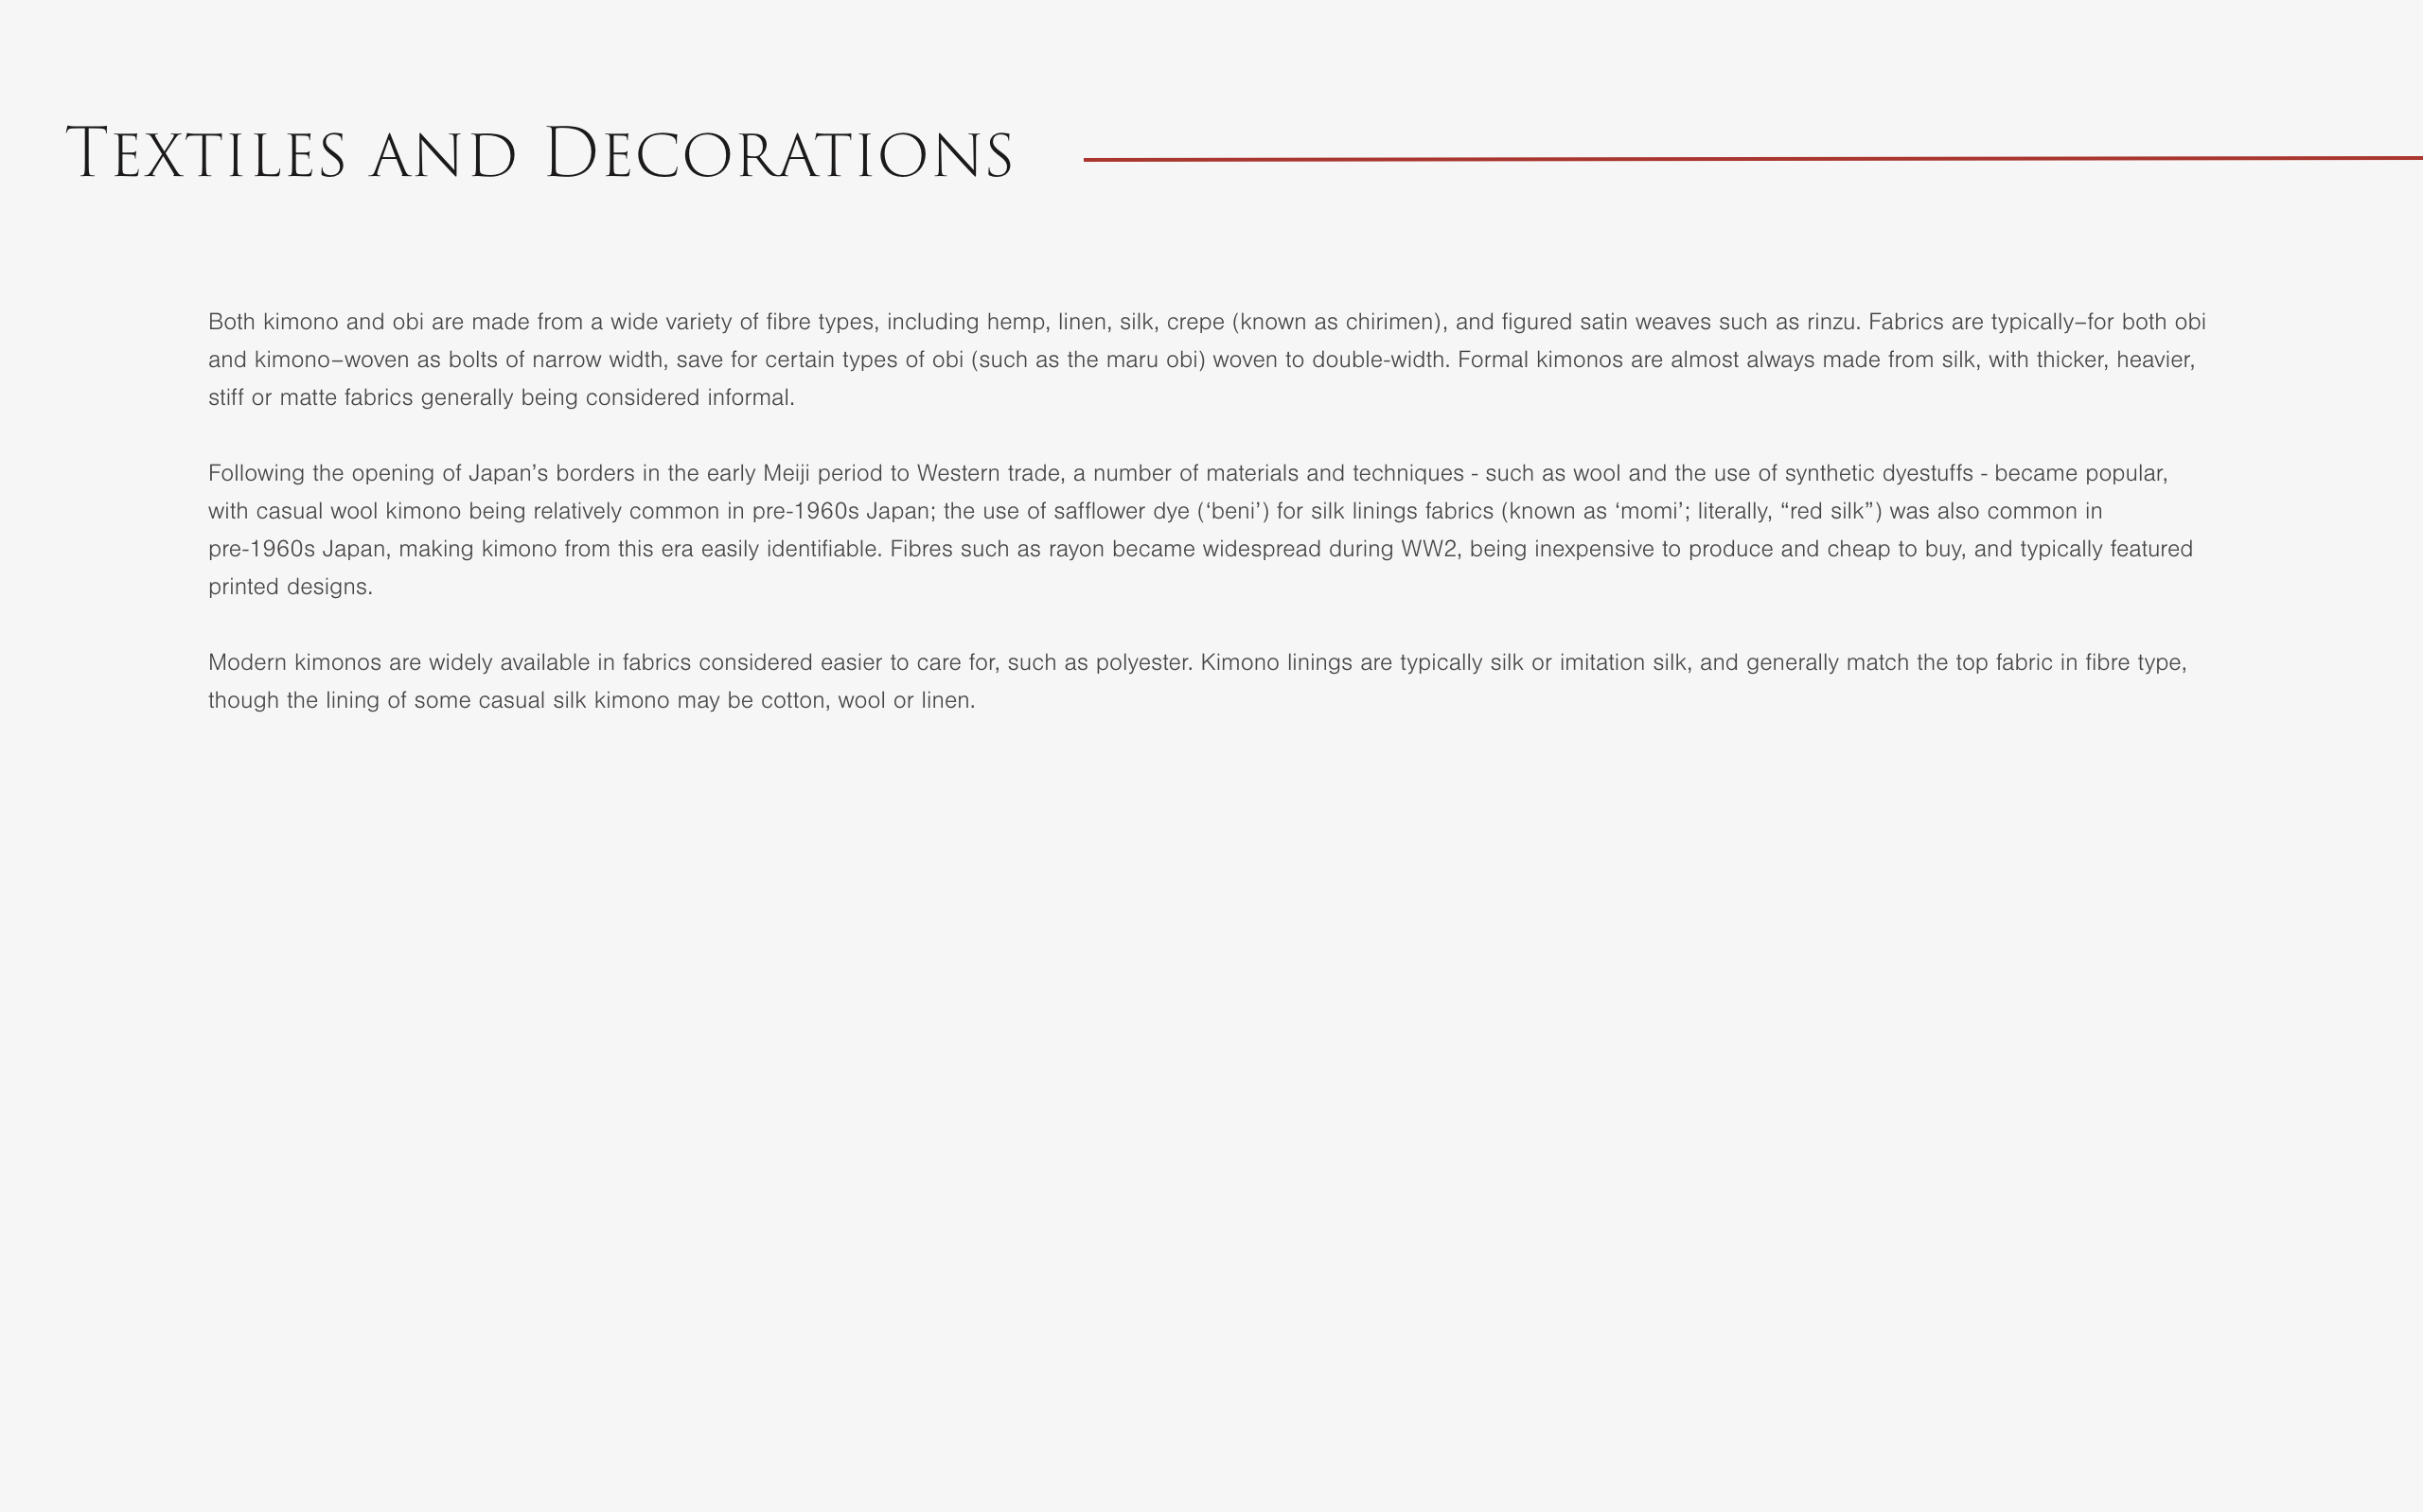 Textiles and Decorations
Both kimono and obi are made from a wide variety of fibre types, including hemp, linen, silk, crepe (known as chirimen), and figured satin weaves such as rinzu. Fabrics are typically–for both obi
and kimono–woven as bolts of narrow width, save for certain types of obi (such as the maru obi) woven to double-width. Formal kimonos are almost always made from silk, with thicker, heavier,
stiff or matte fabrics generally being considered informal.
Following the opening of Japan’s borders in the early Meiji period to Western trade, a number of materials and techniques - such as wool and the use of synthetic dyestuffs - became popular,
with casual wool kimono being relatively common in pre-1960s Japan; the use of safflower dye (‘beni’) for silk linings fabrics (known as ‘momi’; literally, “red silk”) was also common in
pre-1960s Japan, making kimono from this era easily identifiable. Fibres such as rayon became widespread during WW2, being inexpensive to produce and cheap to buy, and typically featured
printed designs.
Modern kimonos are widely available in fabrics considered easier to care for, such as polyester. Kimono linings are typically silk or imitation silk, and generally match the top fabric in fibre type,
though the lining of some casual silk kimono may be cotton, wool or linen.